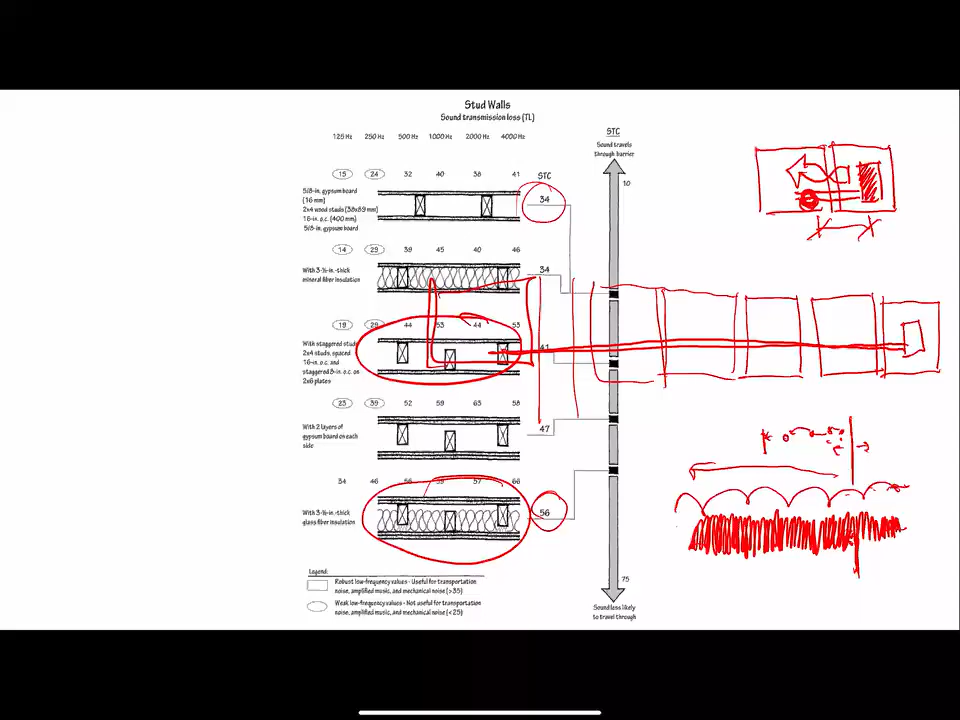 Stud Walls
Sound transmission loss (TL)
125 Hz 250 Hz 500 Hz 1000 Hz 2000 Hz 4000 Hz
STC
Sound travels
through barrier
15 24 32 40 38 41
STC
10
5/8-in. gypsum board
(16 mm)
2x4 wood studs (38x89 mm)
16-in. o.c. (400 mm)
5/8-in. gypsum board
34
14 29 39 45 40 46
With 3-½-in.-thick
mineral fiber insulation
34
19 29 44 53 44 53
With staggered studs
2x4 studs, spaced
16-in. o.c. and
staggered 8-in. o.c. on
2x6 plates
41
23 39 52 59 63 58
With 2 layers of
gypsum board on each
side
47
34 46 57 66
With 3-½-in.-thick
glass fiber insulation
56
75
Legend:
Robust low-frequency values - Useful for transportation
noise, amplified music, and mechanical noise (>35)
Weak low-frequency values - Not useful for transportation
noise, amplified music, and mechanical noise (<25)
Sound less likely
to travel through